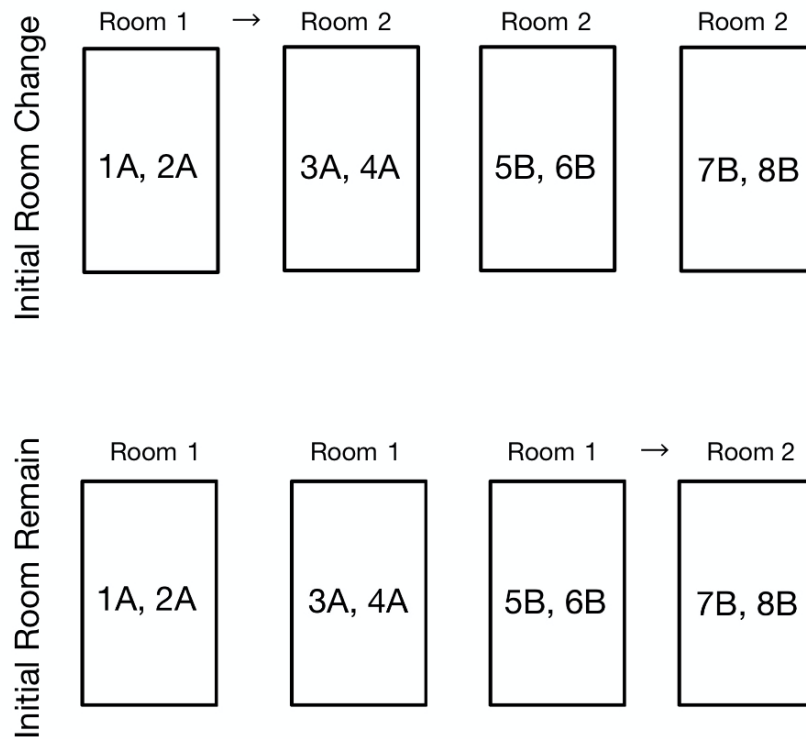 Initial Room Change
Room 1 → Room 2 Room 2 Room 2
1A, 2A 3A, 4A 5B, 6B 7B, 8B
Initial Room Remain
Room 1 Room 1 Room 1 → Room 2
1A, 2A 3A, 4A 5B, 6B 7B, 8B